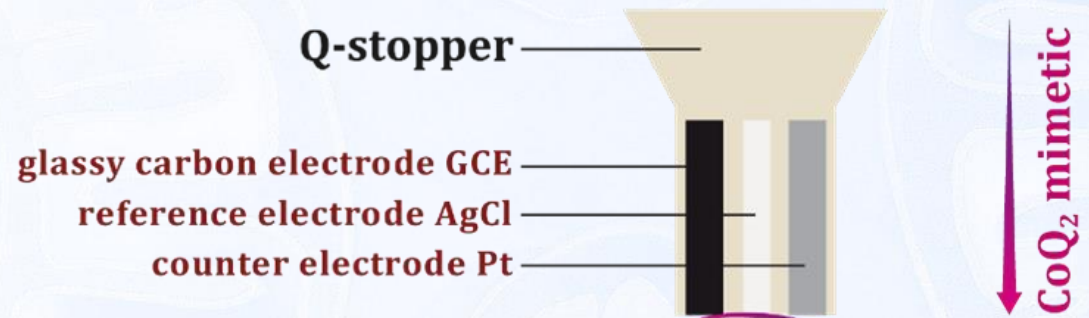 Q-stopper
glassy carbon electrode GCE
reference electrode AgCl
counter electrode Pt
CoQ₂ mimetic